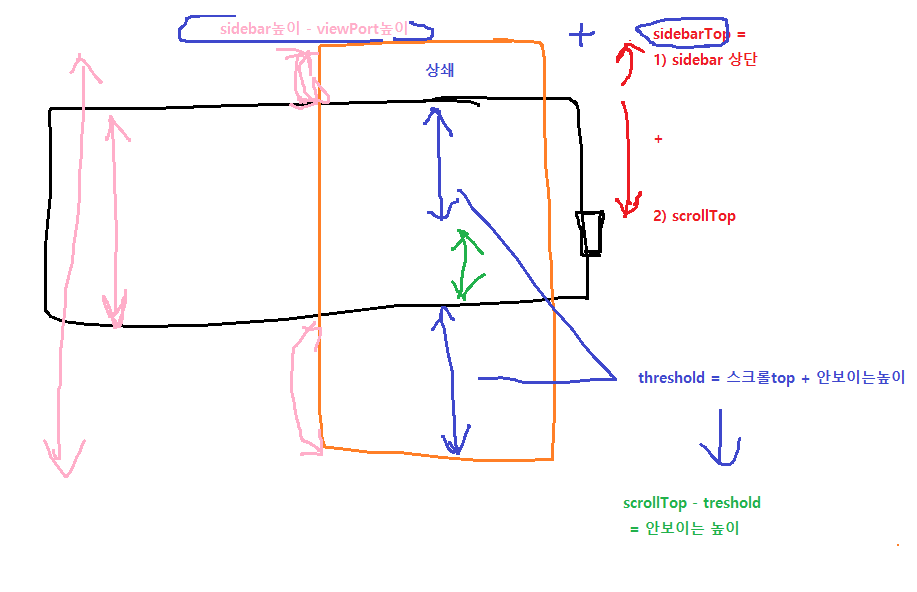 sidebar높이 - viewPort높이
+
sidebarTop =
1) sidebar 상단
+
2) scrollTop
상쇄
threshold = 스크롤top + 안보이는높이
scrollTop - treshold
= 안보이는 높이